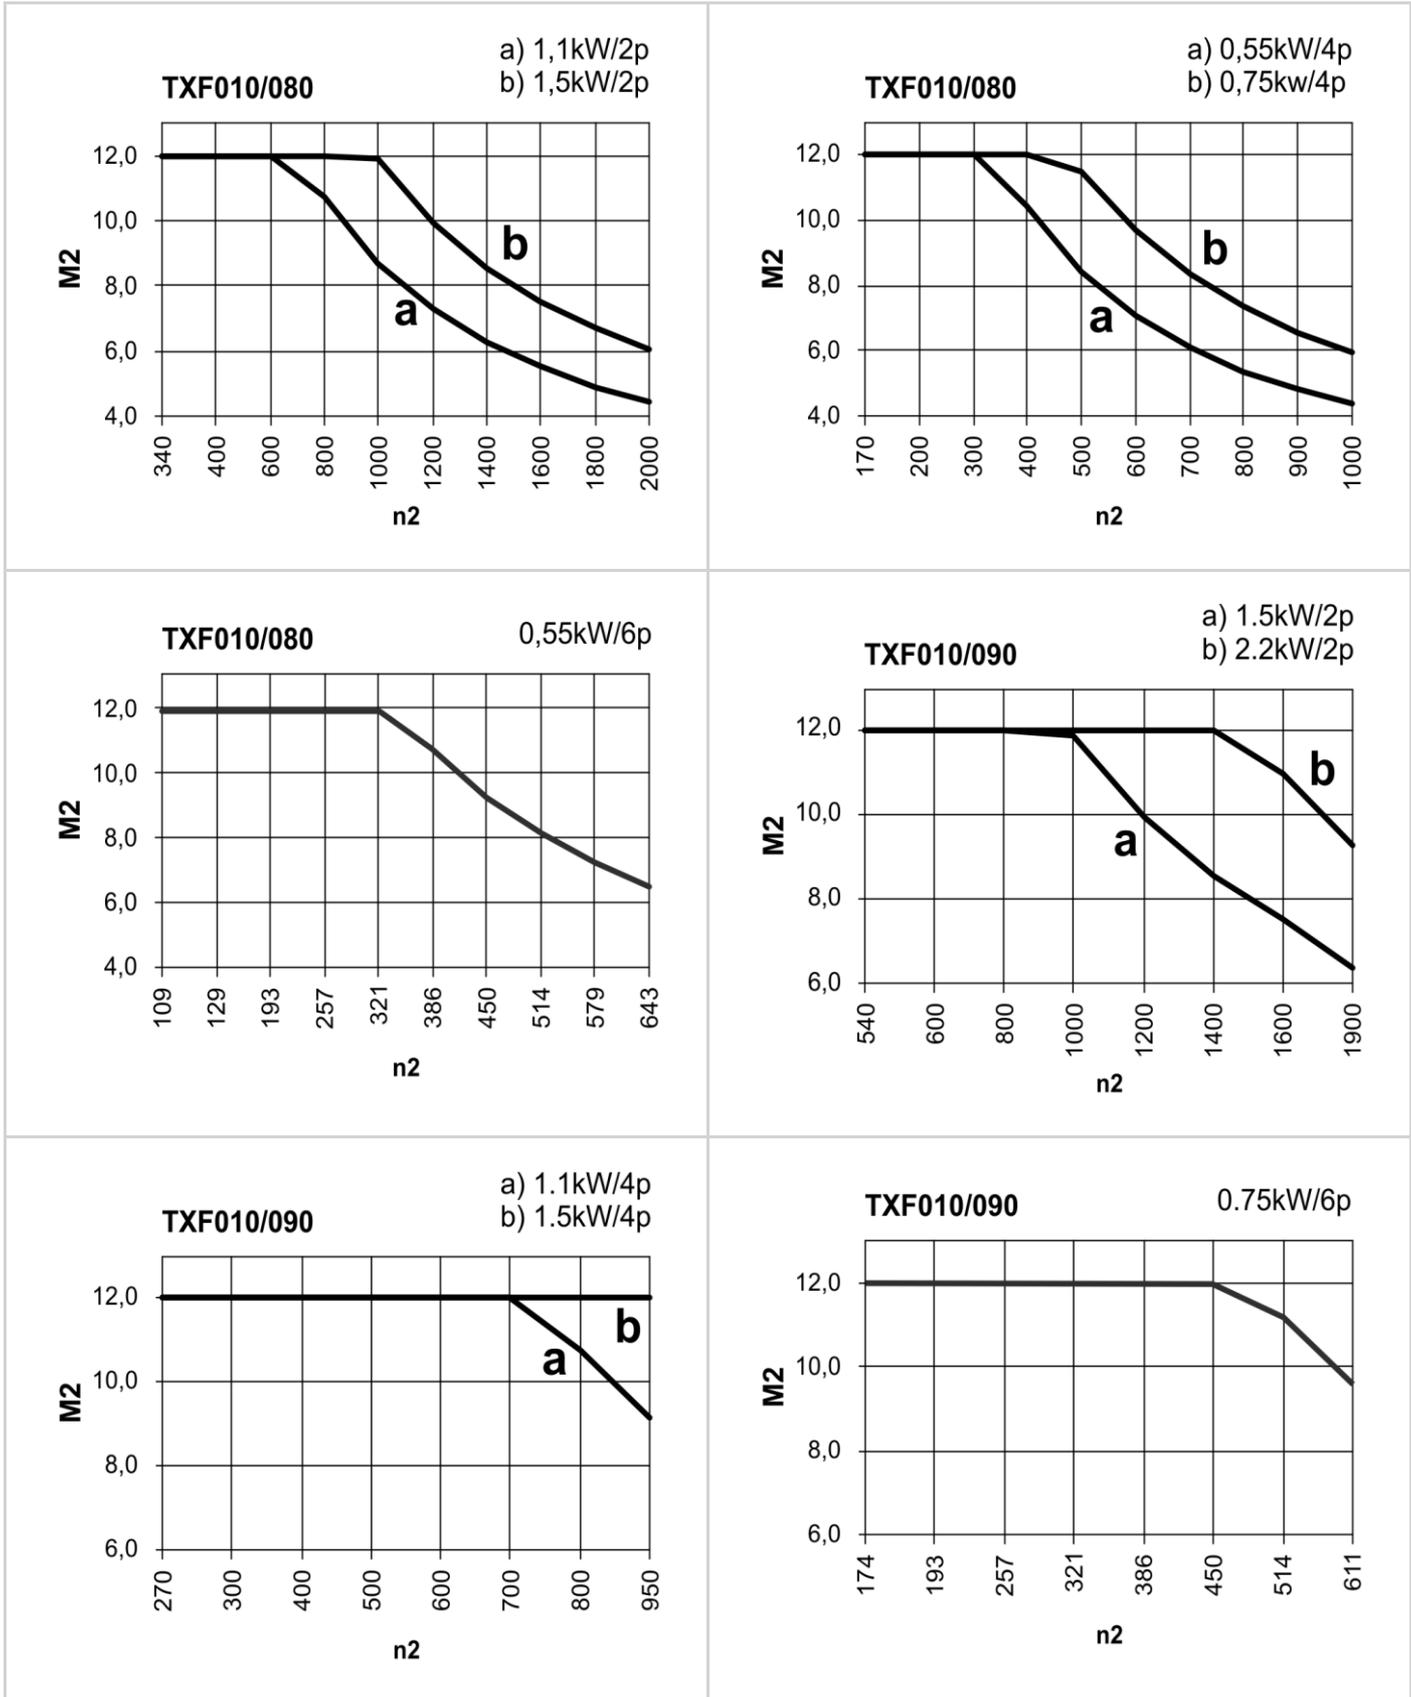 a) 1,1kW/2p
b) 1,5kW/2p
TXF010/080
12,0
10,0
8,0
6,0
4,0
M2
b
a
340 400 600 800 1000 1200 1400 1600 1800 2000
n2
a) 0,55kW/4p
b) 0,75kw/4p
TXF010/080
12,0
10,0
8,0
6,0
4,0
M2
b
a
170 200 300 400 500 600 700 800 900 1000
n2
TXF010/080 0,55kW/6p
12,0
10,0
8,0
6,0
4,0
M2
109 129 193 257 321 386 450 514 579 643
n2
a) 1.5kW/2p
b) 2.2kW/2p
TXF010/090
12,0
10,0
8,0
6,0
M2
b
a
540 600 800 1000 1200 1400 1600 1900
n2
a) 1.1kW/4p
b) 1.5kW/4p
TXF010/090
12,0
10,0
8,0
6,0
M2
b
a
270 300 400 500 600 700 800 950
n2
TXF010/090 0.75kW/6p
12,0
10,0
8,0
6,0
M2
174 193 257 321 386 450 514 611
n2